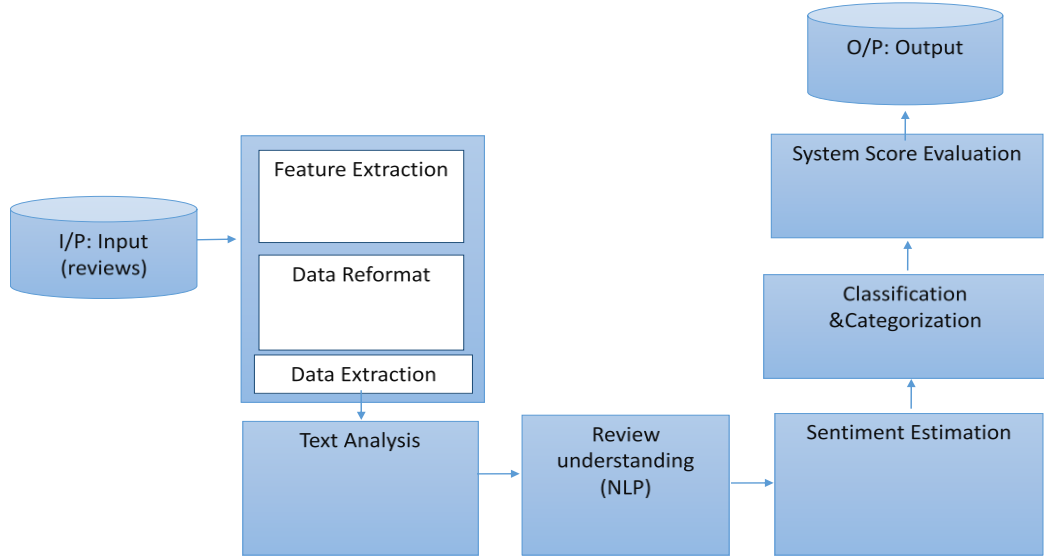 I/P: Input
(reviews)
Feature Extraction
Data Reformat
Data Extraction
Text Analysis
Review
understanding
(NLP)
Sentiment Estimation
Classification
&Categorization
System Score Evaluation
O/P: Output